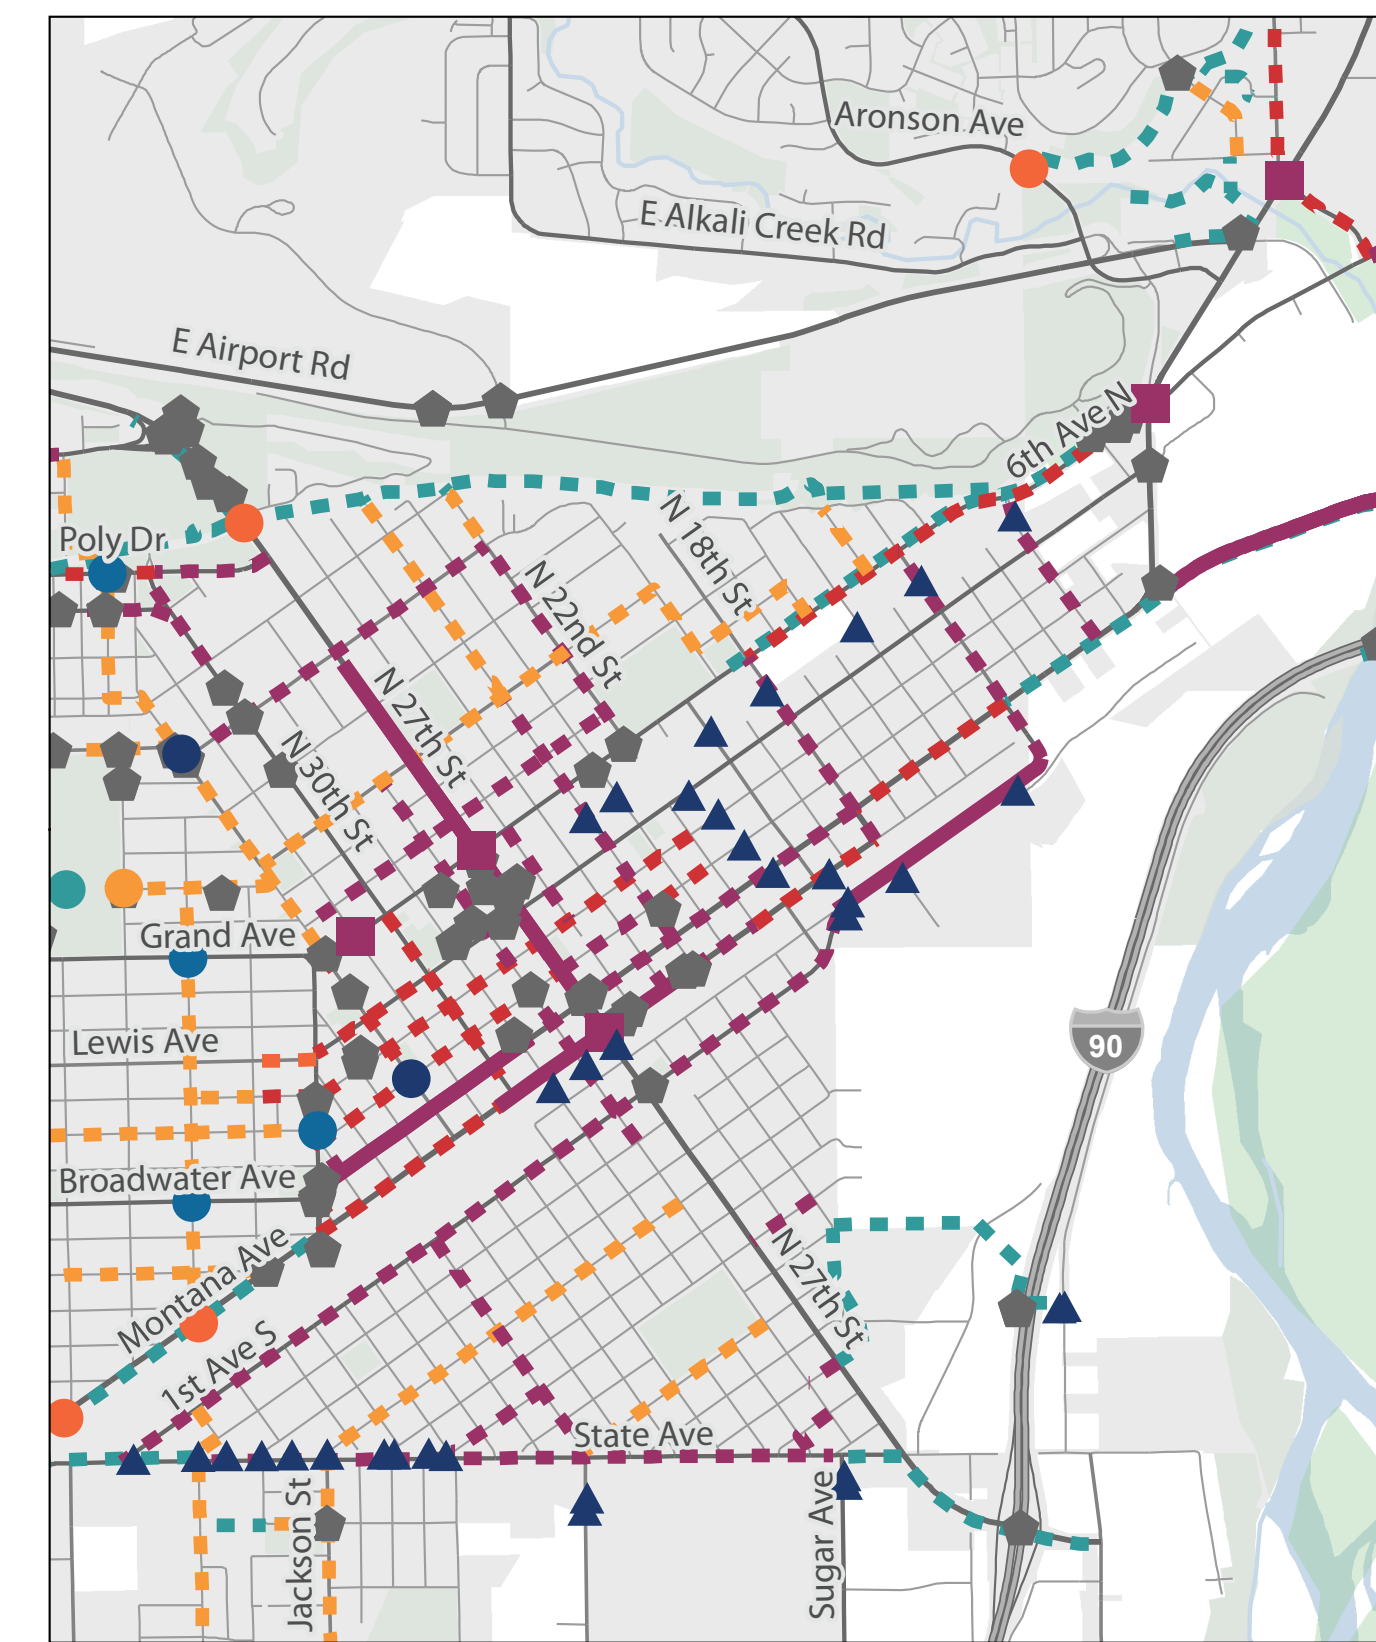 Aronson Ave
E Alkali Creek Rd
E Airport Rd
6th Ave N
Poly Dr
N 18th St
N 22nd St
N 27th St
N 30th St
Grand Ave
Lewis Ave
90
Broadwater Ave
Montana Ave
N 27th St
1st Ave S
State Ave
Jackson St
Sugar Ave